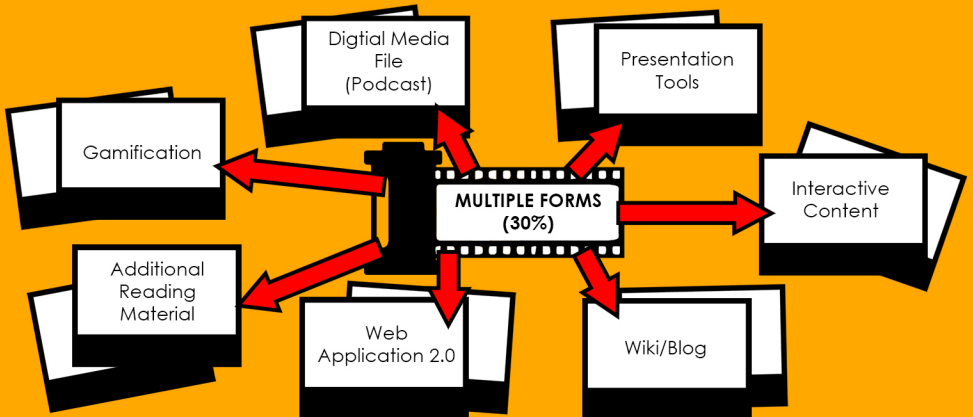 Digtial Media
File
(Podcast)
Presentation
Tools
Gamification
MULTIPLE FORMS
(30%)
Interactive
Content
Additional
Reading
Material
Web
Application 2.0
Wiki/Blog